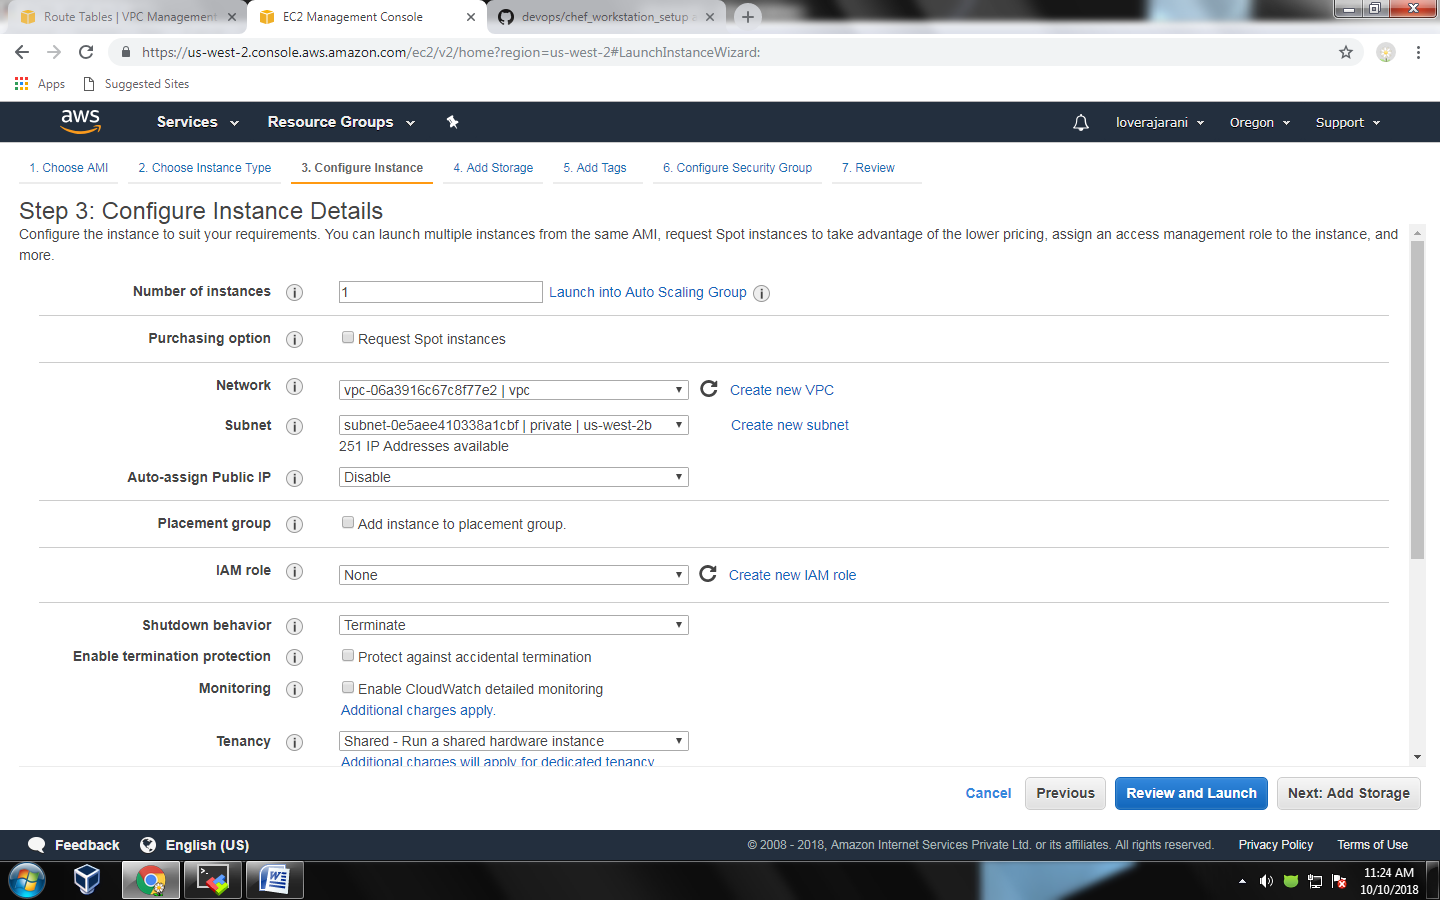 Route Tables | VPC Management
EC2 Management Console
devops/chef_workstation_setup
https://us-west-2.console.aws.amazon.com/ec2/v2/home?region=us-west-2#LaunchInstanceWizard:
Apps
Suggested Sites
aws
Services
Resource Groups
loverajarani
Oregon
Support
1. Choose AMI
2. Choose Instance Type
3. Configure Instance
4. Add Storage
5. Add Tags
6. Configure Security Group
7. Review
Step 3: Configure Instance Details
Configure the instance to suit your requirements. You can launch multiple instances from the same AMI, request Spot instances to take advantage of the lower pricing, assign an access management role to the instance, and
more.
Number of instances
1
Launch into Auto Scaling Group
Purchasing option
Request Spot instances
Network
vpc-06a3916c67c8f77e2 | vpc
Create new VPC
Subnet
subnet-0e5aee410338a1cbf | private | us-west-2b
Create new subnet
251 IP Addresses available
Auto-assign Public IP
Disable
Placement group
Add instance to placement group.
IAM role
None
Create new IAM role
Shutdown behavior
Terminate
Enable termination protection
Protect against accidental termination
Monitoring
Enable CloudWatch detailed monitoring
Additional charges apply.
Tenancy
Shared - Run a shared hardware instance
Additional charges will apply for dedicated tenancy
Cancel
Previous
Review and Launch
Next: Add Storage
Feedback
English (US)
© 2008 - 2018, Amazon Internet Services Private Ltd. or its affiliates. All rights reserved.
Privacy Policy
Terms of Use
11:24 AM
10/10/2018